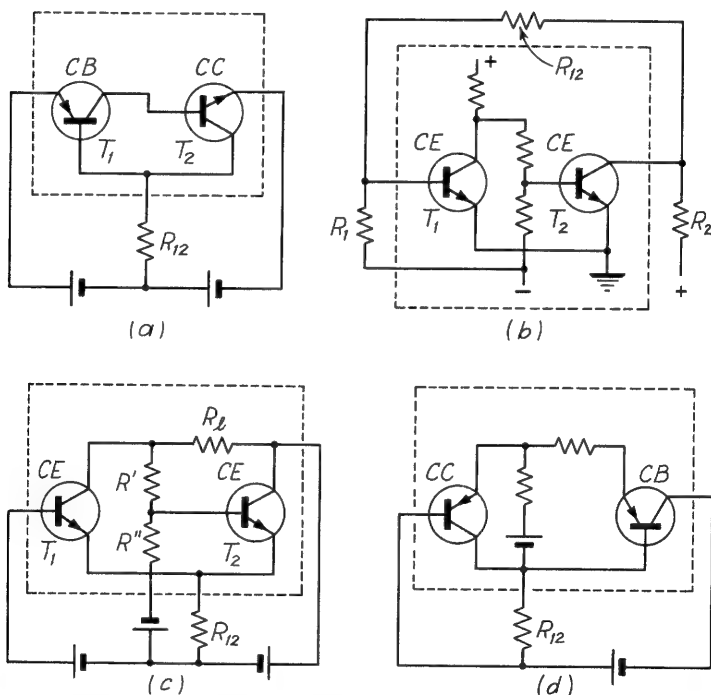 CB CC
T₁ T₂
R₁₂
(a)
R₁₂
+
CE CE
R₁ T₁ T₂ R₂
− +
(b)
R_ℓ
CE R' CE
T₁ R" T₂
R₁₂
(c)
CC CB
R₁₂
(d)